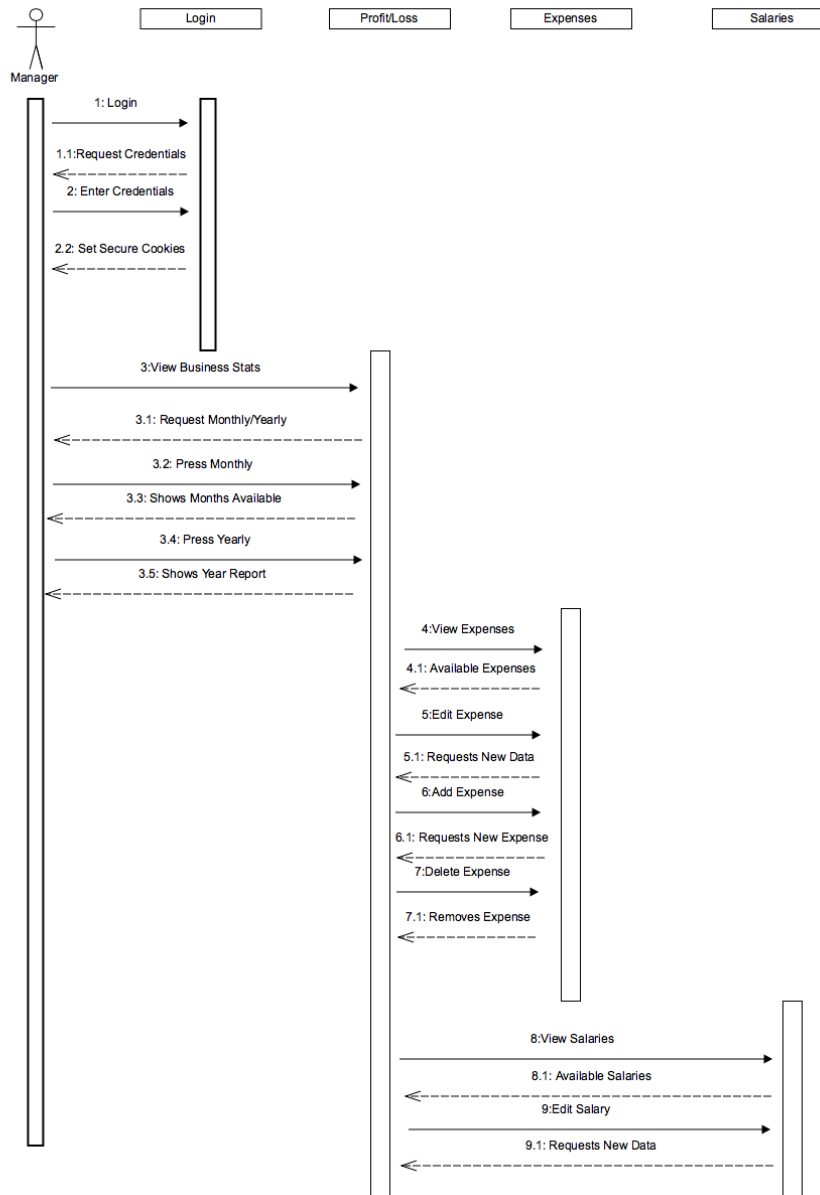 Login
Profit/Loss
Expenses
Salaries
Manager
1: Login
1.1:Request Credentials
2: Enter Credentials
2.2: Set Secure Cookies
3:View Business Stats
3.1: Request Monthly/Yearly
3.2: Press Monthly
3.3: Shows Months Available
3.4: Press Yearly
3.5: Shows Year Report
4:View Expenses
4.1: Available Expenses
5:Edit Expense
5.1: Requests New Data
6:Add Expense
6.1: Requests New Expense
7:Delete Expense
7.1: Removes Expense
8:View Salaries
8.1: Available Salaries
9:Edit Salary
9.1: Requests New Data